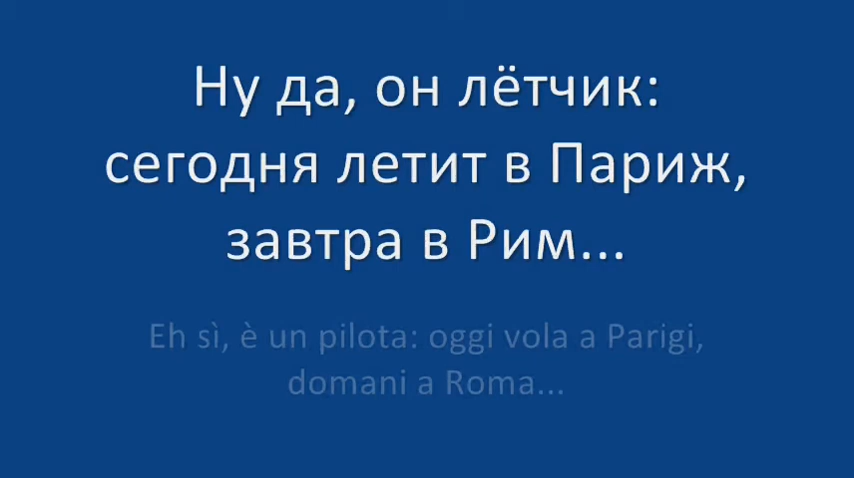 Ну да, он лётчик:
сегодня летит в Париж,
завтра в Рим...
Eh sì, è un pilota: oggi vola a Parigi,
domani a Roma...